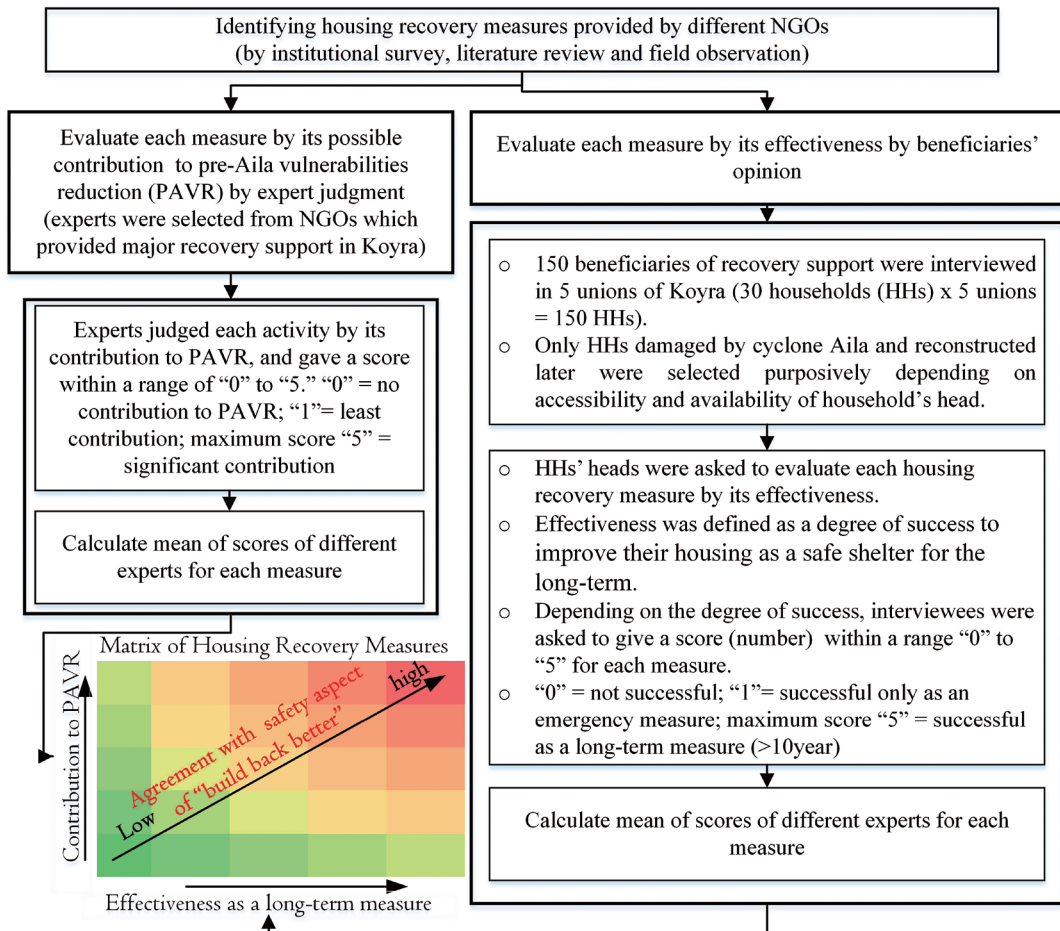 Identifying housing recovery measures provided by different NGOs
(by institutional survey, literature review and field observation)
Evaluate each measure by its possible
contribution to pre-Aila vulnerabilities
reduction (PAVR) by expert judgment
(experts were selected from NGOs which
provided major recovery support in Koyra)
Experts judged each activity by its
contribution to PAVR, and gave a score
within a range of “0” to “5.” “0” = no
contribution to PAVR; “1”= least
contribution; maximum score “5” =
significant contribution
Calculate mean of scores of different
experts for each measure
Matrix of Housing Recovery Measures
Contribution to PAVR
Agreement with safety aspect
of “build back better”
Low
high
Effectiveness as a long-term measure
Evaluate each measure by its effectiveness by beneficiaries’
opinion
o 150 beneficiaries of recovery support were interviewed
in 5 unions of Koyra (30 households (HHs) x 5 unions
= 150 HHs).
o Only HHs damaged by cyclone Aila and reconstructed
later were selected purposively depending on
accessibility and availability of household’s head.
o HHs’ heads were asked to evaluate each housing
recovery measure by its effectiveness.
o Effectiveness was defined as a degree of success to
improve their housing as a safe shelter for the
long-term.
o Depending on the degree of success, interviewees were
asked to give a score (number) within a range “0” to
“5” for each measure.
o “0” = not successful; “1”= successful only as an
emergency measure; maximum score “5” = successful
as a long-term measure (>10year)
Calculate mean of scores of different experts for each
measure